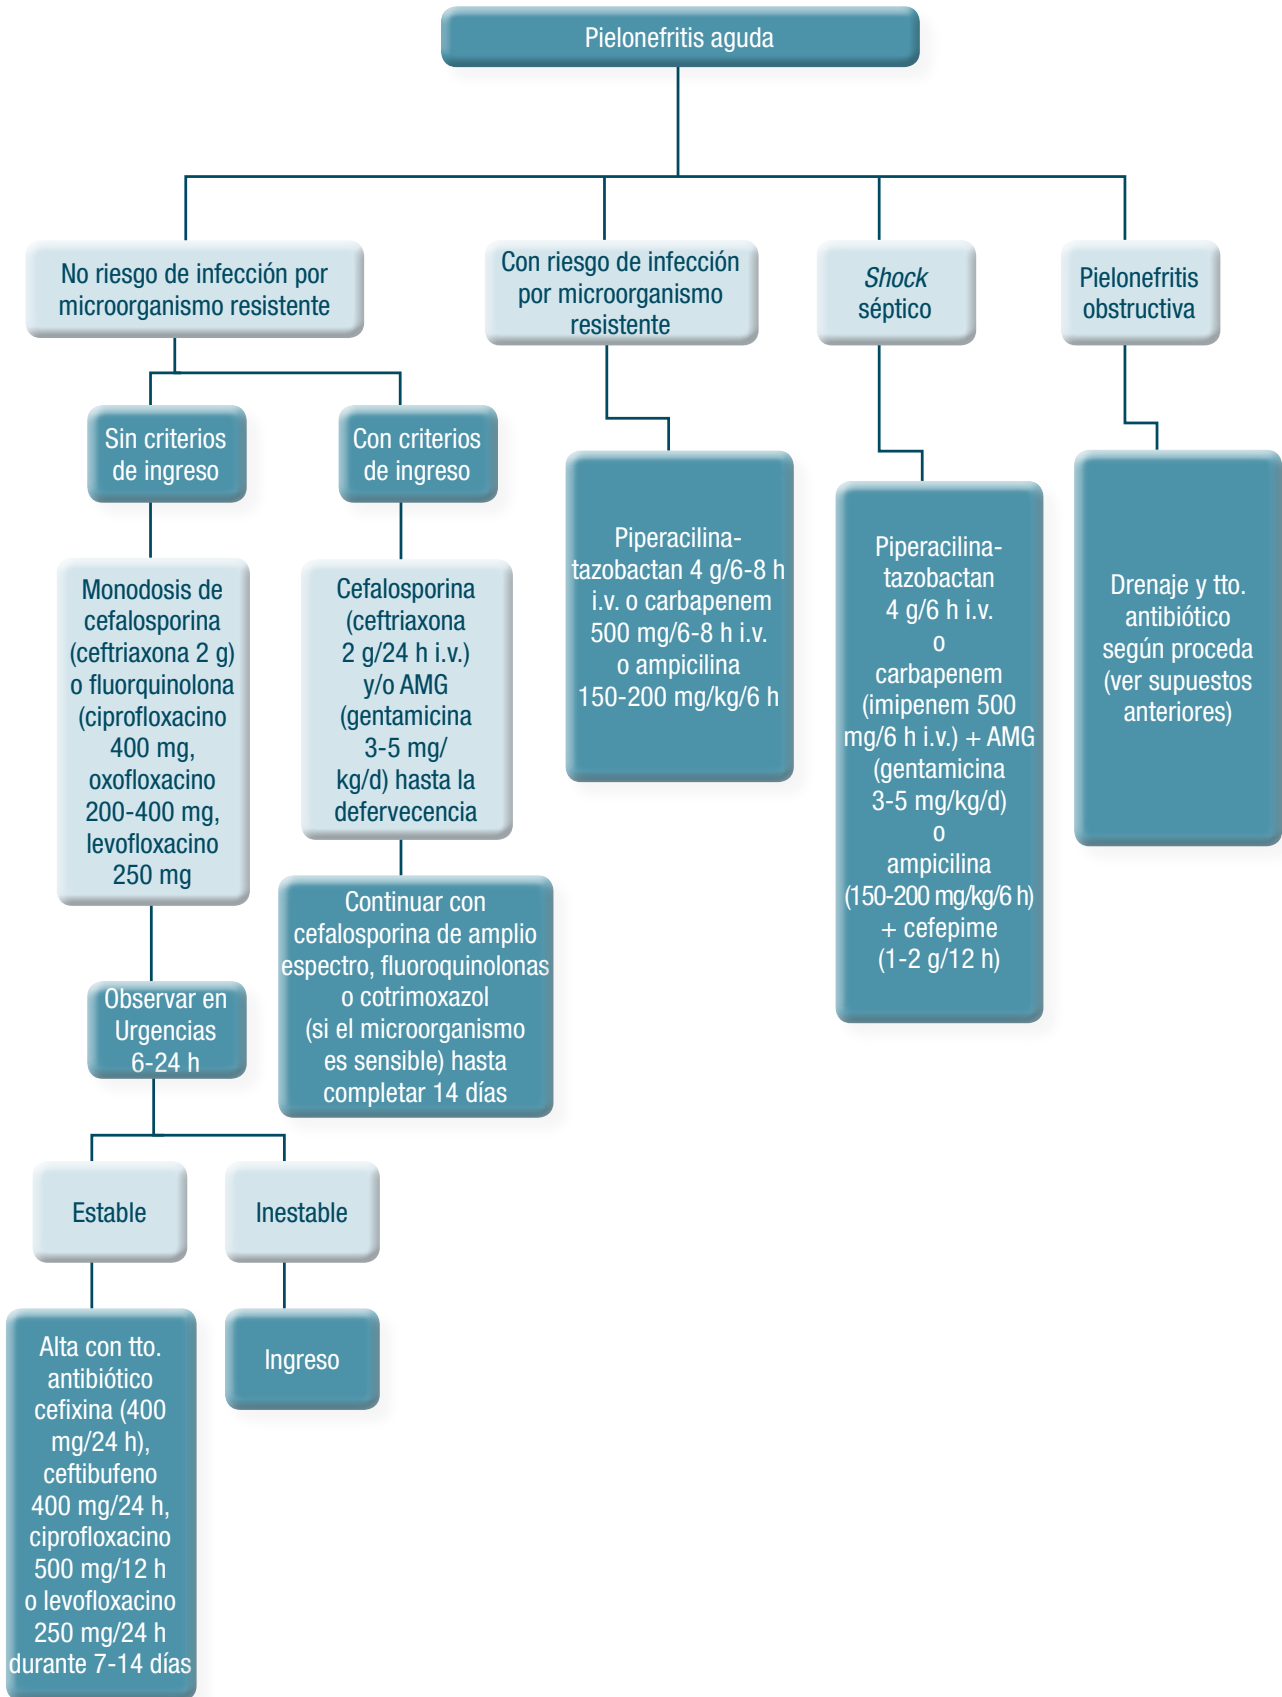 Pielonefritis aguda
No riesgo de infección por
microorganismo resistente
Con riesgo de infección
por microorganismo
resistente
Shock
séptico
Pielonefritis
obstructiva
Sin criterios
de ingreso
Con criterios
de ingreso
Monodosis de
cefalosporina
(ceftriaxona 2 g)
o fluorquinolona
(ciprofloxacino
400 mg,
oxofloxacino
200-400 mg,
levofloxacino
250 mg
Cefalosporina
(ceftriaxona
2 g/24 h i.v.)
y/o AMG
(gentamicina
3-5 mg/
kg/d) hasta la
defervecencia
Piperacilina-
tazobactan 4 g/6-8 h
i.v. o carbapenem
500 mg/6-8 h i.v.
o ampicilina
150-200 mg/kg/6 h
Piperacilina-
tazobactan
4 g/6 h i.v.
o
carbapenem
(imipenem 500
mg/6 h i.v.) + AMG
(gentamicina
3-5 mg/kg/d)
o
ampicilina
(150-200 mg/kg/6 h)
+ cefepime
(1-2 g/12 h)
Drenaje y tto.
antibiótico
según proceda
(ver supuestos
anteriores)
Continuar con
cefalosporina de amplio
espectro, fluoroquinolonas
o cotrimoxazol
(si el microorganismo
es sensible) hasta
completar 14 días
Observar en
Urgencias
6-24 h
Estable
Inestable
Alta con tto.
antibiótico
cefixina (400
mg/24 h),
ceftibufeno
400 mg/24 h,
ciprofloxacino
500 mg/12 h
o levofloxacino
250 mg/24 h
durante 7-14 días
Ingreso